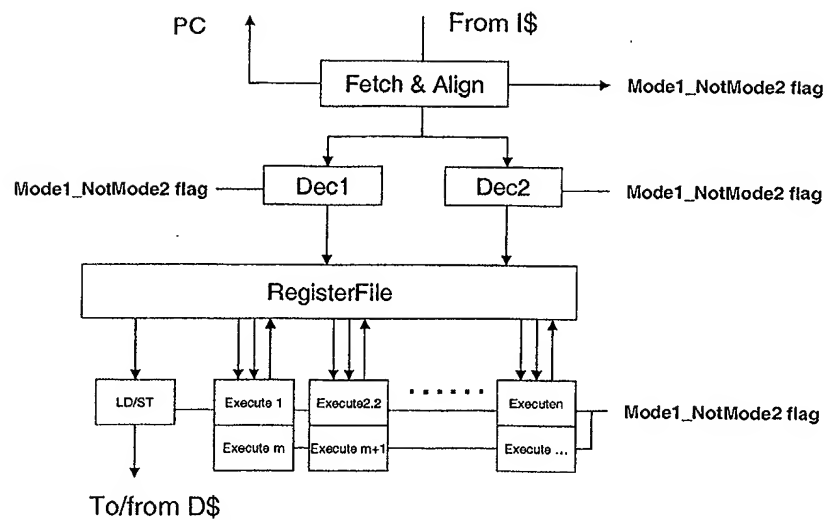 PC
From I$
Fetch & Align
Mode1_NotMode2 flag
Mode1_NotMode2 flag
Dec1
Dec2
Mode1_NotMode2 flag
RegisterFile
LD/ST
Execute 1
Execute2.2
......
Executen
Mode1_NotMode2 flag
Execute m
Execute m+1
Execute ...
To/from D$